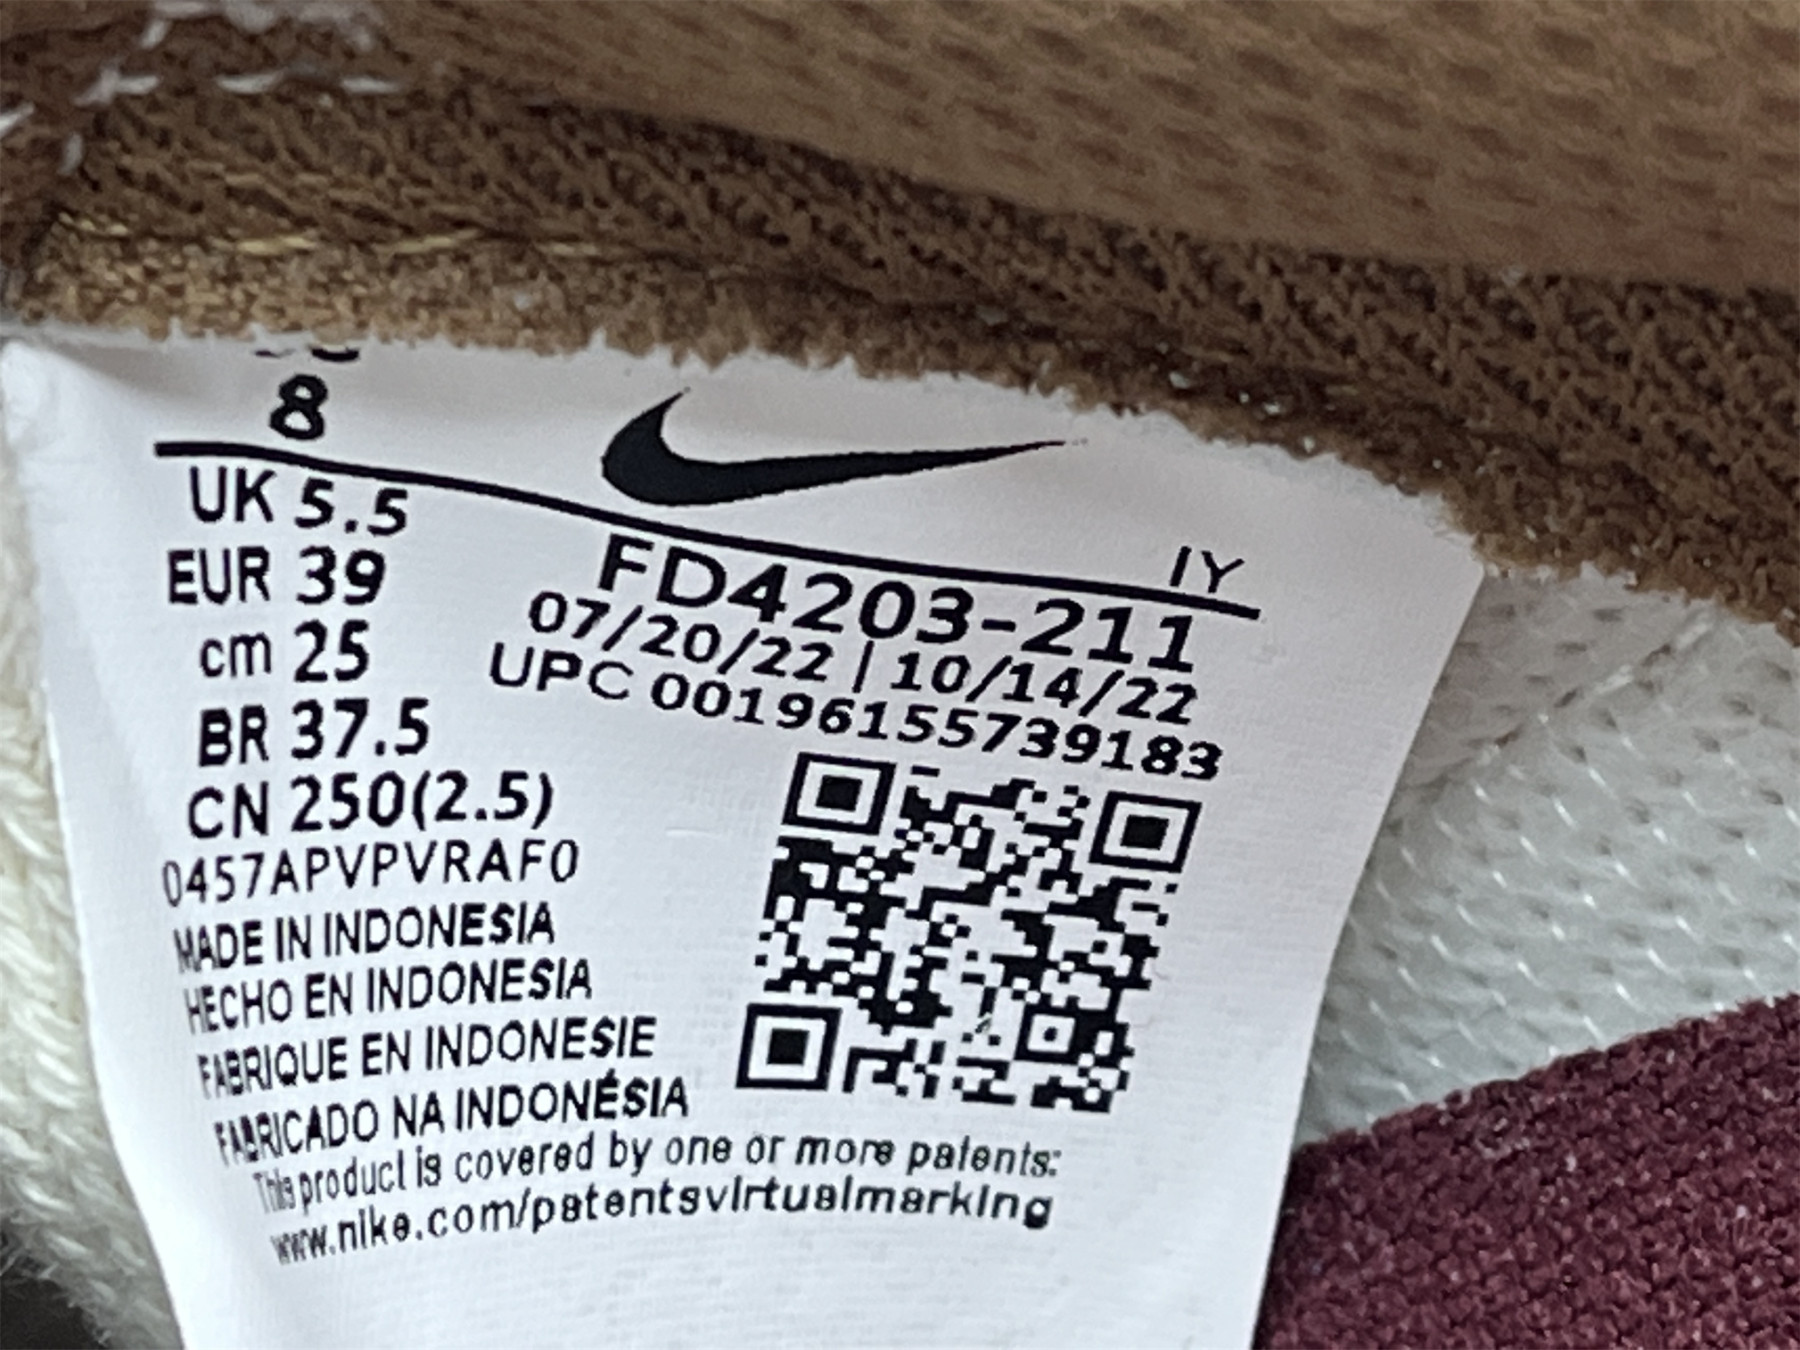 8
UK 5.5
EUR 39
cm 25
BR 37.5
CN 250(2.5)
0457APVPVRAF0
MADE IN INDONESIA
HECHO EN INDONESIA
FABRIQUE EN INDONESIE
FABRICADO NA INDONÉSIA
This product is covered by one or more patents:
www.nike.com/patentsvirtualmarking
IY
FD4203-211
07/20/22 | 10/14/22
UPC 00196155739183